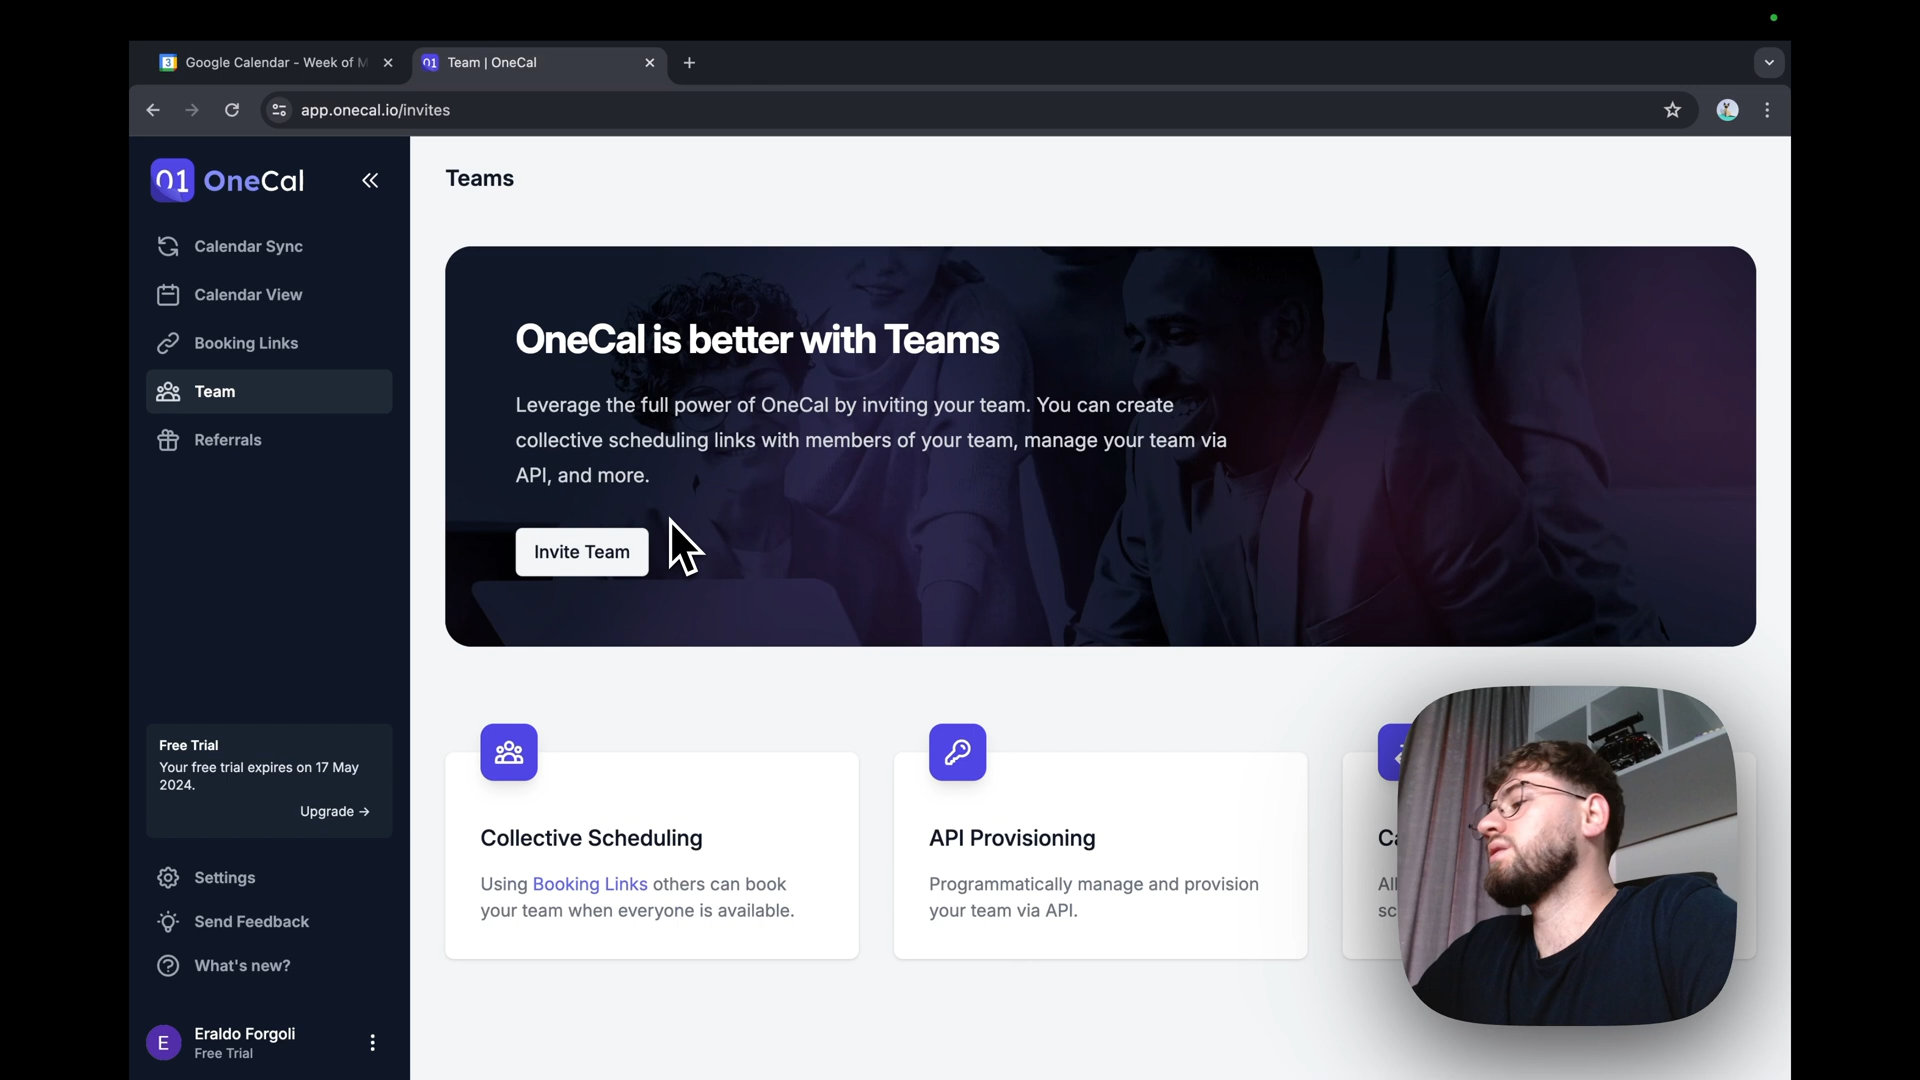 Google Calendar - Week of M
Team | OneCal
app.onecal.io/invites
01 OneCal
Calendar Sync
Calendar View
Booking Links
Team
Referrals
Free Trial
Your free trial expires on 17 May
2024.
Upgrade →
Settings
Send Feedback
What's new?
E
Eraldo Forgoli
Free Trial
Teams
OneCal is better with Teams
Leverage the full power of OneCal by inviting your team. You can create
collective scheduling links with members of your team, manage your team via
API, and more.
Invite Team
Collective Scheduling
Using Booking Links others can book
your team when everyone is available.
API Provisioning
Programmatically manage and provision
your team via API.